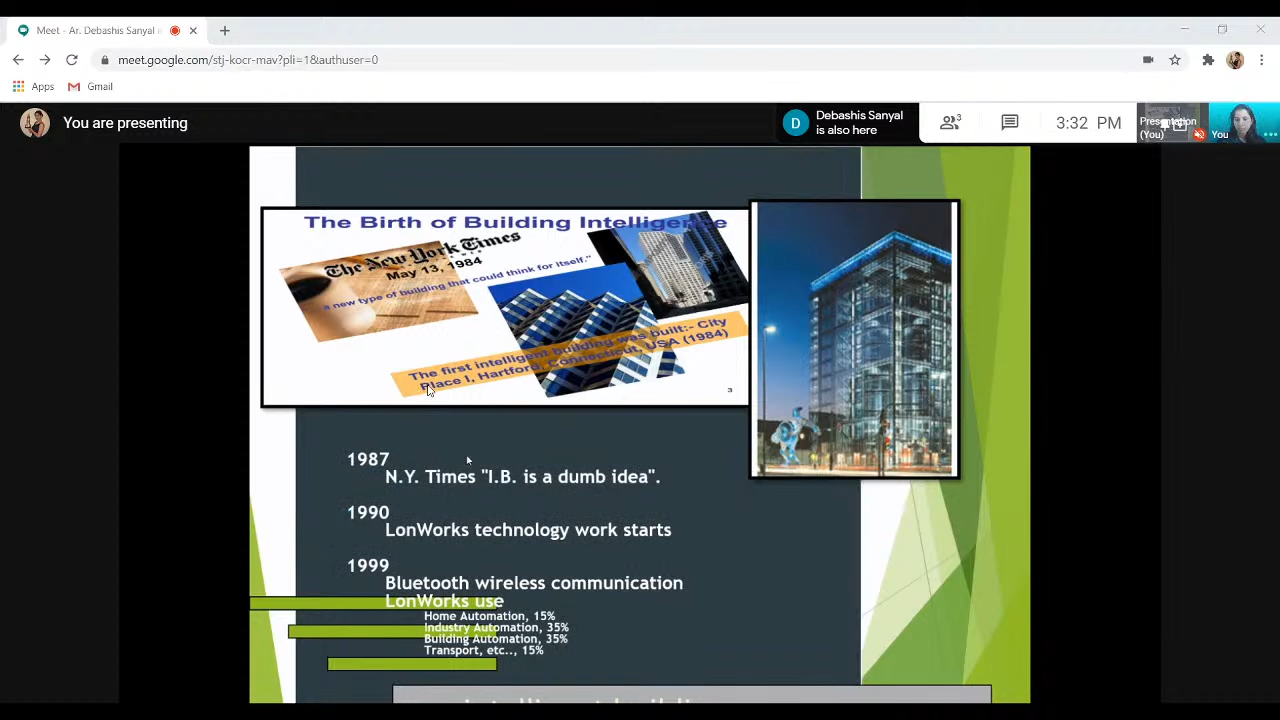 Meet - Ar. Debashis Sanyal
meet.google.com/stj-kocr-mav?pli=1&authuser=0
Apps
Gmail
You are presenting
D
Debashis Sanyal
is also here
3
3:32 PM
Presentation
(You)
You
The Birth of Building Intelligence
The New York Times
May 13, 1984
a new type of building that could think for itself."
The first intelligent building was built:- City
Place I, Hartford, Connecticut, USA (1984)
3
1987
N.Y. Times "I.B. is a dumb idea".
1990
LonWorks technology work starts
1999
Bluetooth wireless communication
LonWorks use
Home Automation, 15%
Industry Automation, 35%
Building Automation, 35%
Transport, etc.., 15%